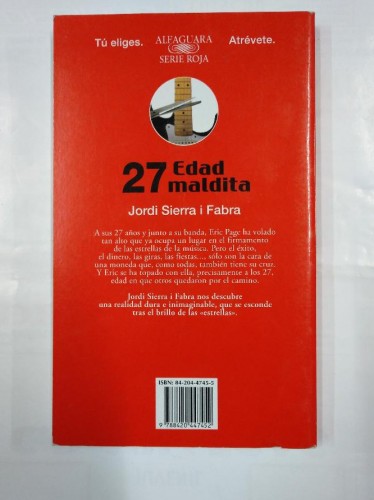 Tú eliges. ALFAGUARA Atrévete.
SERIE ROJA
27 Edad
maldita
Jordi Sierra i Fabra
A sus 27 años y junto a su banda, Eric Page ha volado
tan alto que ya ocupa un lugar en el firmamento
de las estrellas de la música. Pero el éxito,
el dinero, las giras, las fiestas..., sólo son la cara de
una moneda que, como todas, también tiene su cruz.
Y Eric se ha topado con ella, precisamente a los 27,
edad en que otros quedaron por el camino.
Jordi Sierra i Fabra nos descubre
una realidad dura e inimaginable, que se esconde
tras el brillo de las «estrellas».
ISBN: 84-204-4745-3
9 788420 447452